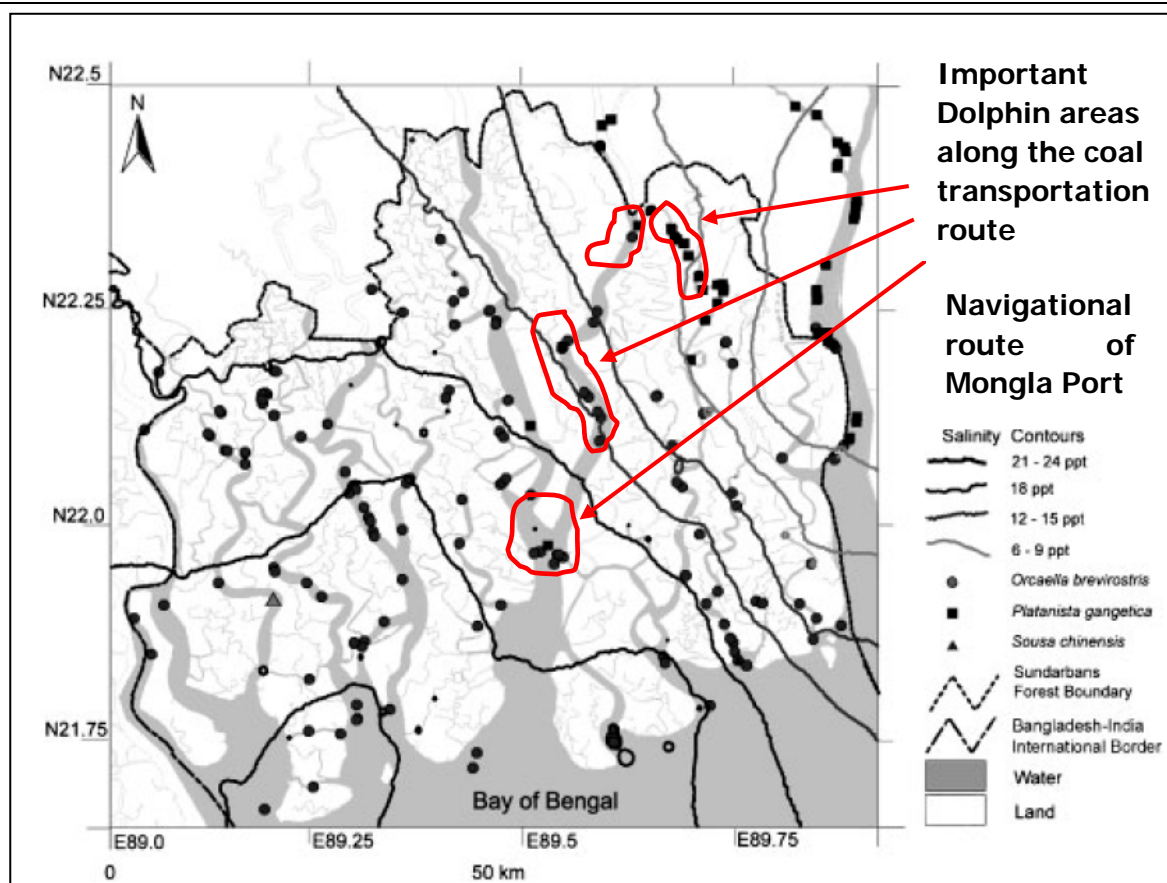 N22.5
N
N22.25
N22.0
N21.75
Bay of Bengal
E89.0
E89.25
E89.5
E89.75
0
50 km
Important
Dolphin areas
along the coal
transportation
route
Navigational
route of
Mongla Port
Salinity Contours
21 - 24 ppt
18 ppt
12 - 15 ppt
6 - 9 ppt
Orcaella brevirostris
Platanista gangetica
Sousa chinensis
Sundarbans
Forest Boundary
Bangladesh-India
International Border
Water
Land